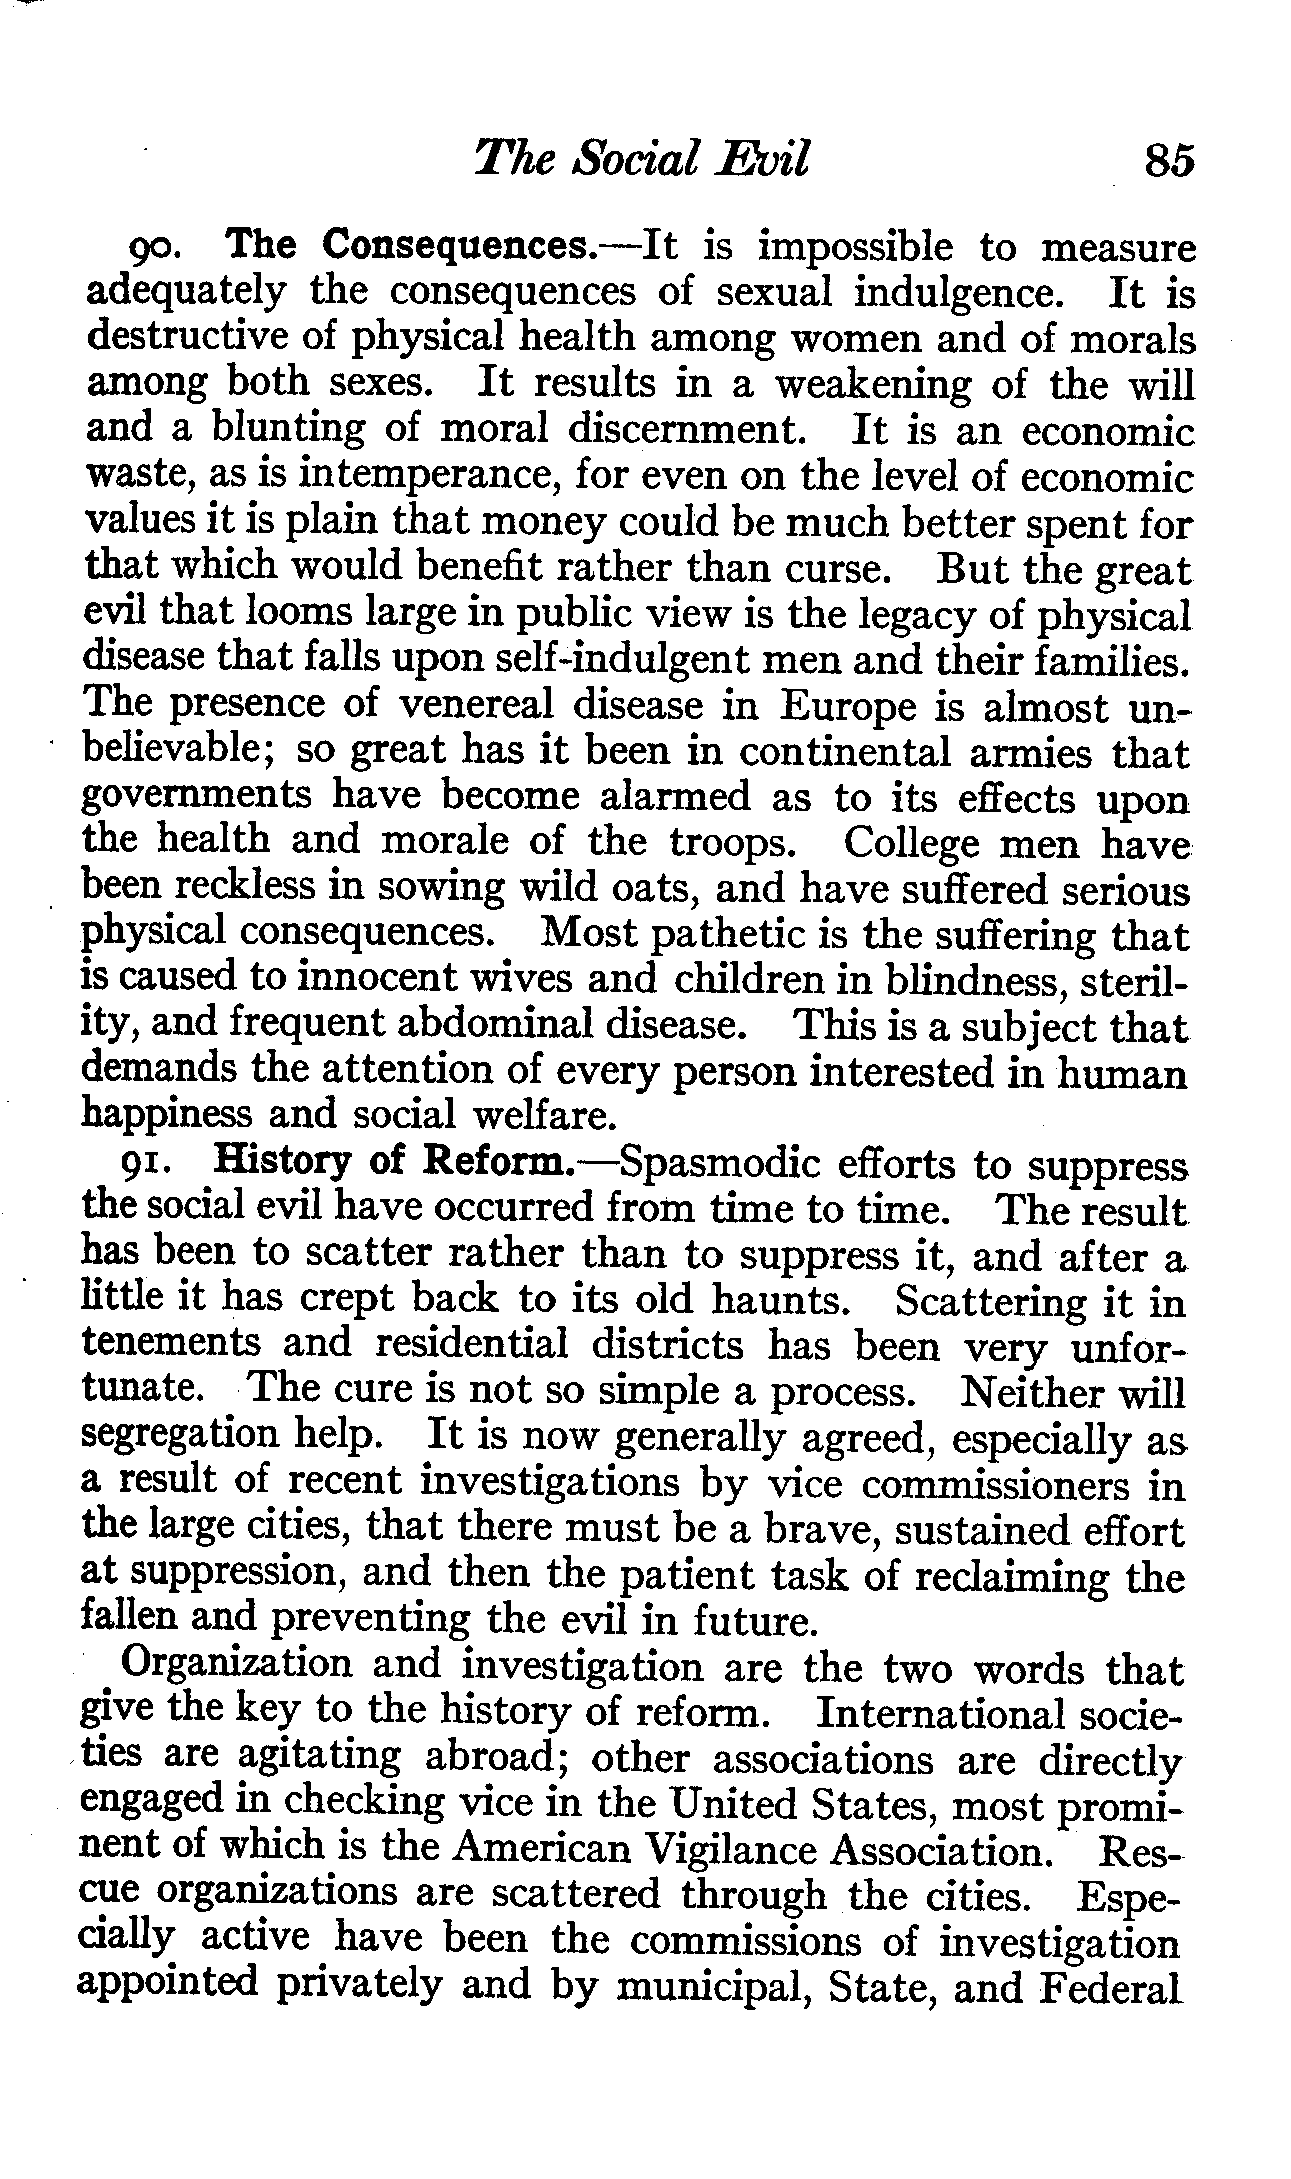 The Social Evil 85
90. The Consequences.—It is impossible to measure
adequately the consequences of sexual indulgence. It is
destructive of physical health among women and of morals
among both sexes. It results in a weakening of the will
and a blunting of moral discernment. It is an economic
waste, as is intemperance, for even on the level of economic
values it is plain that money could be much better spent for
that which would benefit rather than curse. But the great
evil that looms large in public view is the legacy of physical
disease that falls upon self-indulgent men and their families.
The presence of venereal disease in Europe is almost un-
believable; so great has it been in continental armies that
governments have become alarmed as to its effects upon
the health and morale of the troops. College men have
been reckless in sowing wild oats, and have suffered serious
physical consequences. Most pathetic is the suffering that
is caused to innocent wives and children in blindness, steril-
ity, and frequent abdominal disease. This is a subject that
demands the attention of every person interested in human
happiness and social welfare.
91. History of Reform.—Spasmodic efforts to suppress
the social evil have occurred from time to time. The result
has been to scatter rather than to suppress it, and after a
little it has crept back to its old haunts. Scattering it in
tenements and residential districts has been very unfor-
tunate. The cure is not so simple a process. Neither will
segregation help. It is now generally agreed, especially as
a result of recent investigations by vice commissioners in
the large cities, that there must be a brave, sustained effort
at suppression, and then the patient task of reclaiming the
fallen and preventing the evil in future.
Organization and investigation are the two words that
give the key to the history of reform. International socie-
ties are agitating abroad; other associations are directly
engaged in checking vice in the United States, most promi-
nent of which is the American Vigilance Association. Res-
cue organizations are scattered through the cities. Espe-
cially active have been the commissions of investigation
appointed privately and by municipal, State, and Federal